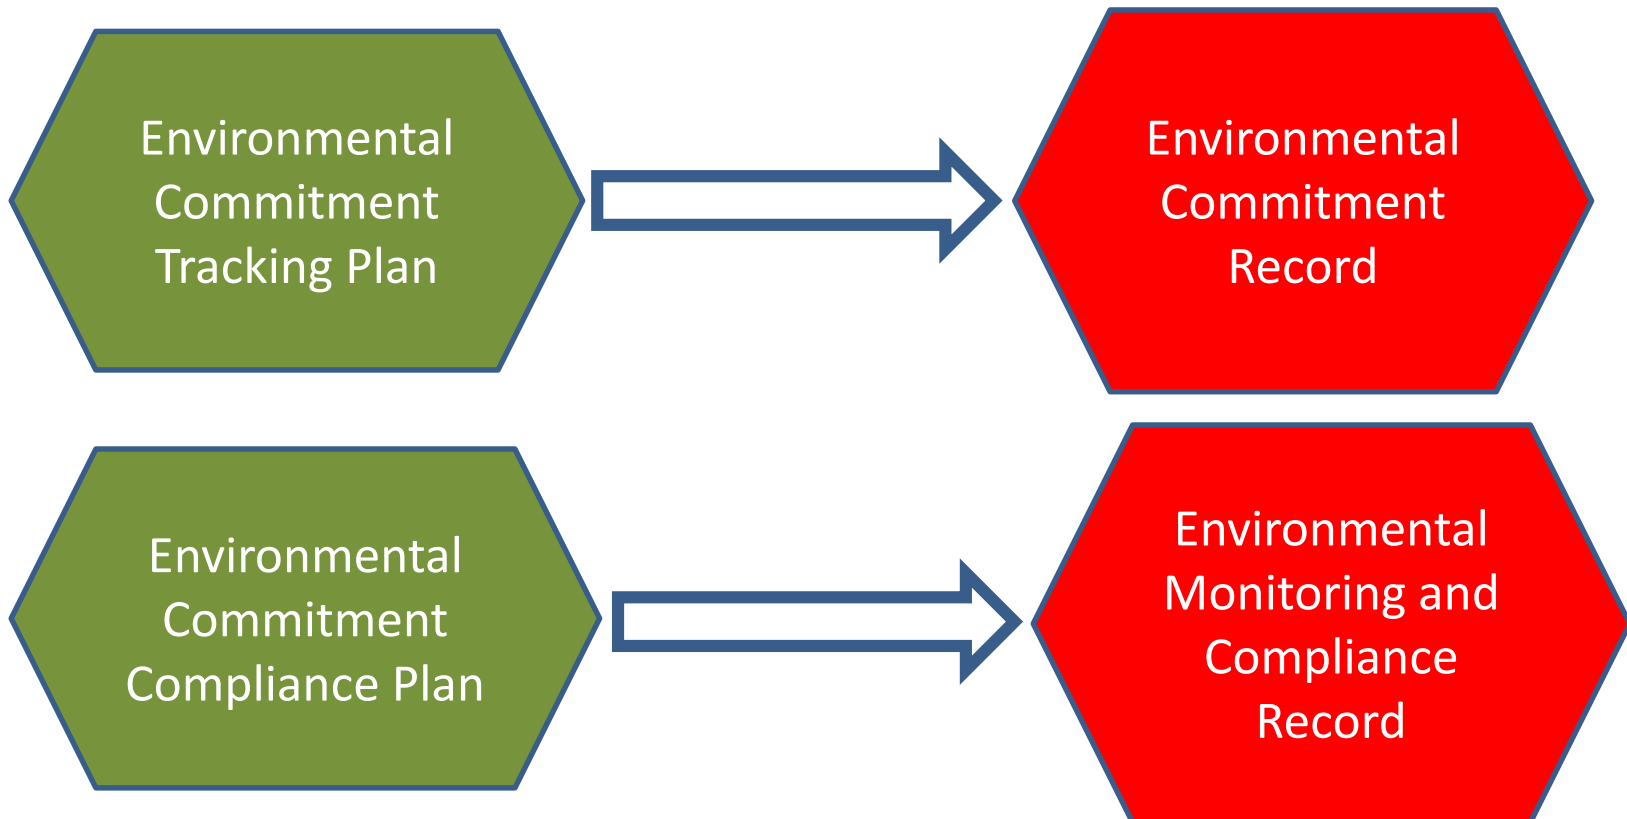 Environmental
Commitment
Tracking Plan
Environmental
Commitment
Record
Environmental
Commitment
Compliance Plan
Environmental
Monitoring and
Compliance
Record